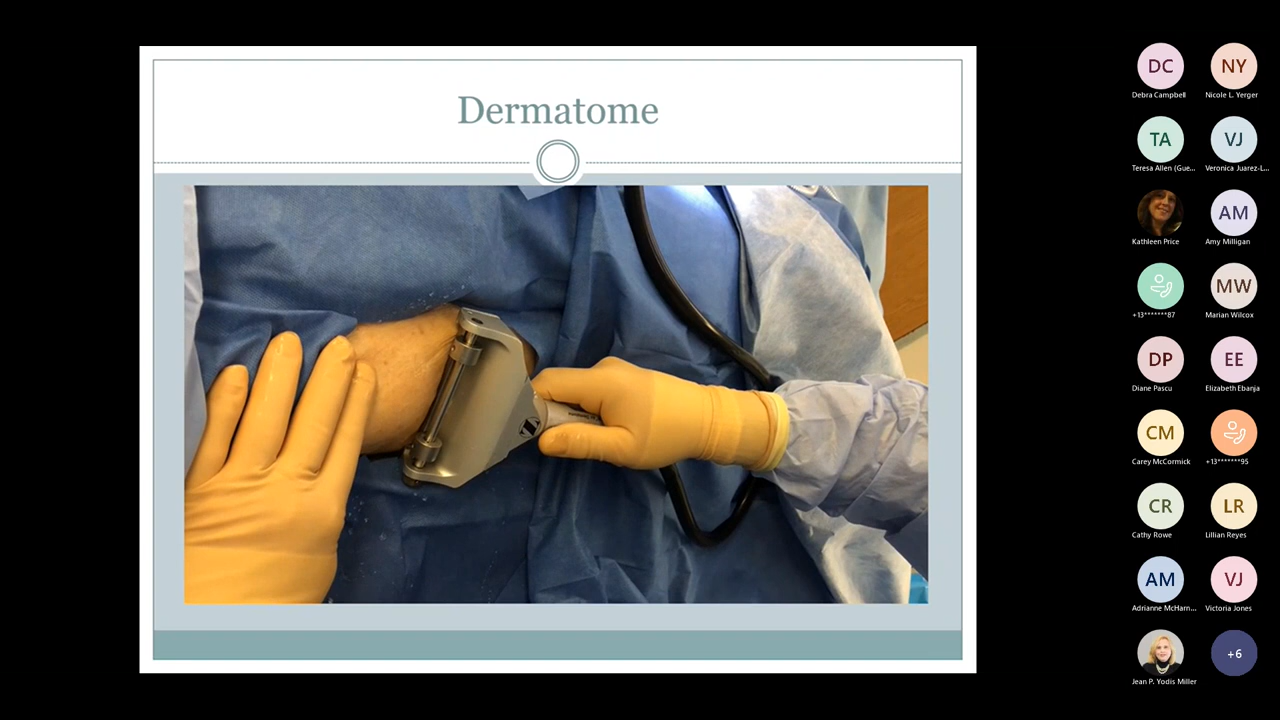 Dermatome
DC
NY
Debra Campbell
Nicole L. Yerger
TA
VJ
Teresa Allen (Gue...
Veronica Juarez-L...
AM
Kathleen Price
Amy Milligan
MW
+13*******87
Marian Wilcox
DP
EE
Diane Pascu
Elizabeth Ebanja
CM
Carey McCormick
+13*******95
CR
LR
Cathy Rowe
Lillian Reyes
AM
VJ
Adrianne McHarn...
Victoria Jones
+6
Jean P. Yodis Miller